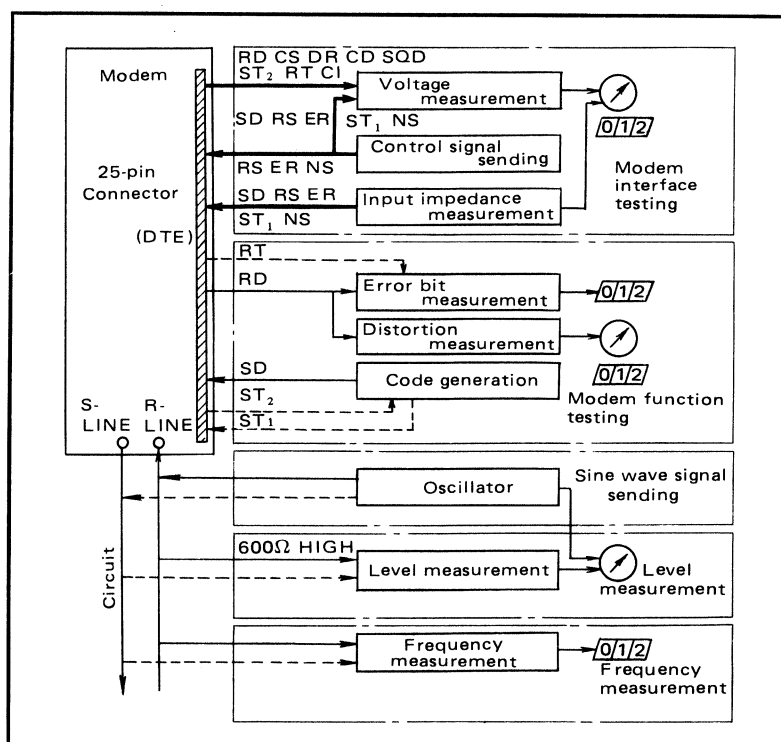 Modem
25-pin
Connector
(DTE)
S-
LINE
R-
LINE
Circuit
RD CS DR CD SQD
ST₂ RT CI
SD RS ER
ST₁ NS
RS ER NS
SD RS ER
ST₁ NS
Voltage
measurement
Control signal
sending
Input impedance
measurement
0/1/2
Modem
interface
testing
RT
RD
SD
ST₂
ST₁
Error bit
measurement
Distortion
measurement
Code generation
0/1/2
0/1/2
Modem function
testing
Oscillator
Sine wave signal
sending
600Ω HIGH
Level measurement
Level
measurement
Frequency
measurement
0/1/2
Frequency
measurement